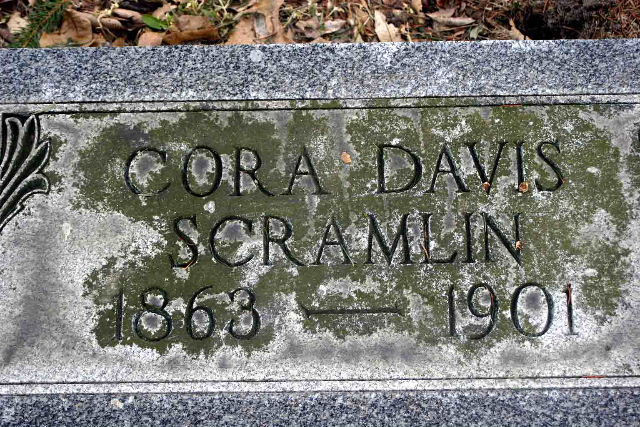 CORA DAVIS
SCRAMLIN
1863 — 1901